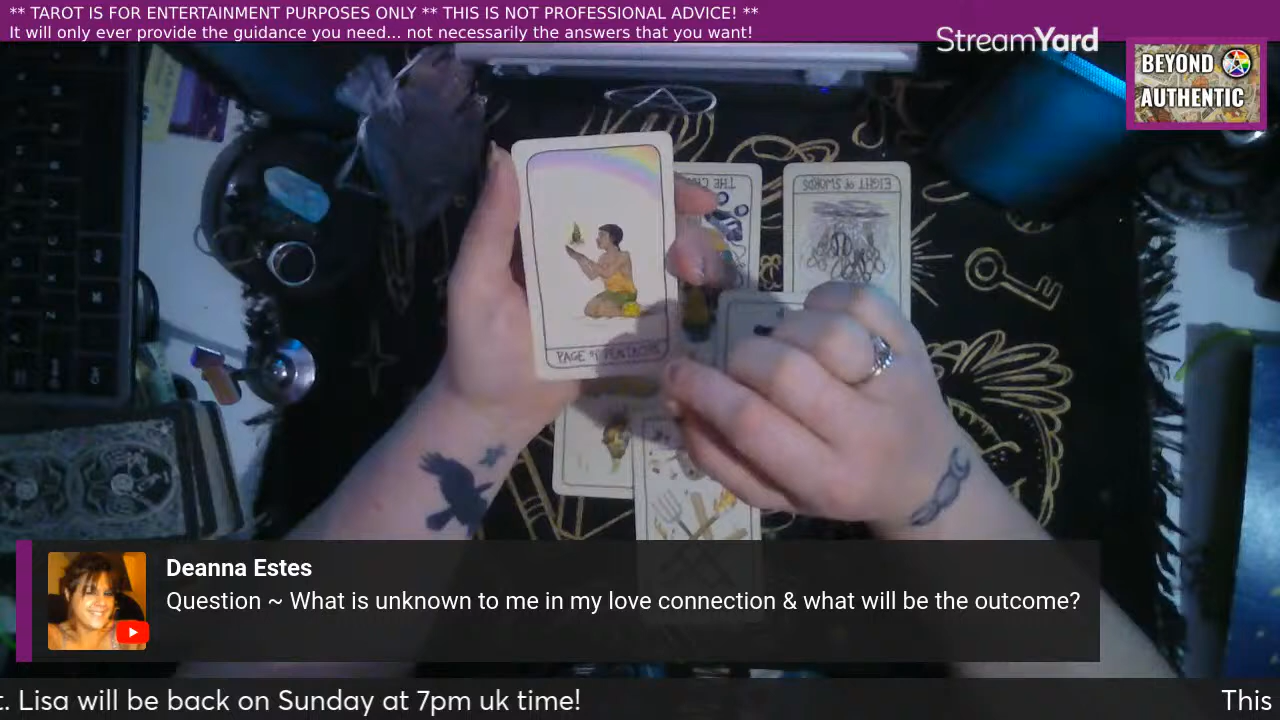 ** TAROT IS FOR ENTERTAINMENT PURPOSES ONLY ** THIS IS NOT PROFESSIONAL ADVICE! **
It will only ever provide the guidance you need... not necessarily the answers that you want!
StreamYard
BEYOND
AUTHENTIC
THE
EIGHT OF SWORDS
PAGE OF PENTACLES
Deanna Estes
Question ~ What is unknown to me in my love connection & what will be the outcome?
t. Lisa will be back on Sunday at 7pm uk time!
This